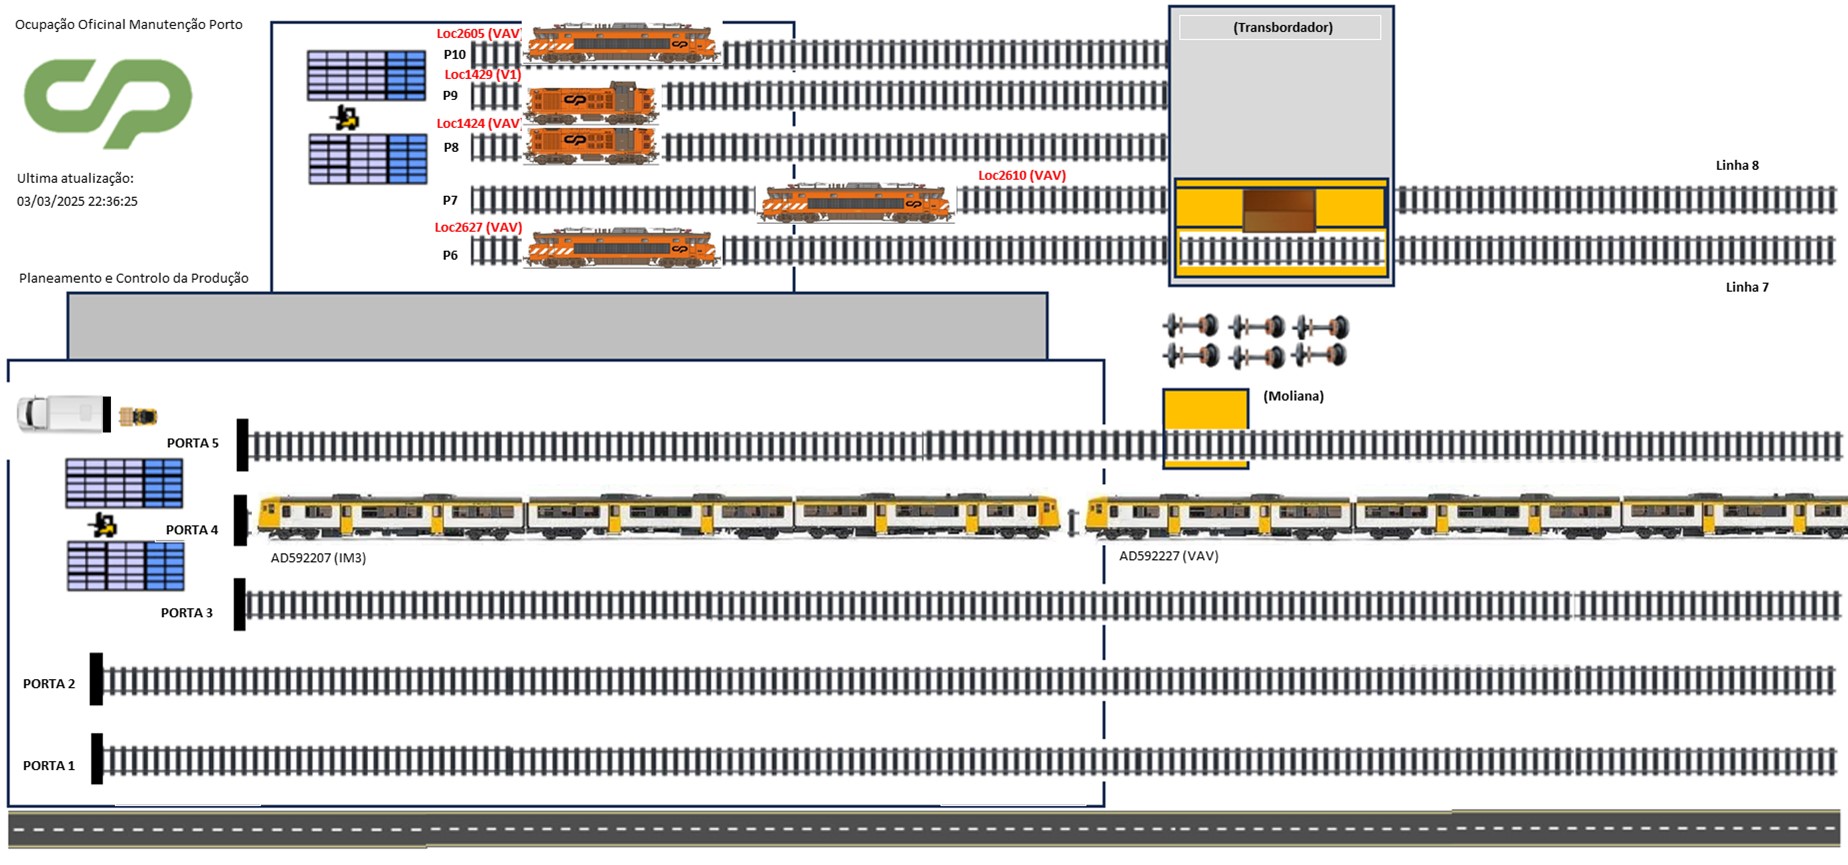 Ocupação Oficinal Manutenção Porto
Ultima atualização:
03/03/2025 22:36:25
Planeamento e Controlo da Produção
Loc2605 (VAV)
P10
Loc1429 (V1)
P9
Loc1424 (VAV)
P8
Loc2610 (VAV)
P7
Loc2627 (VAV)
P6
(Transbordador)
Linha 8
Linha 7
(Moliana)
PORTA 5
PORTA 4
AD592207 (IM3)
AD592227 (VAV)
PORTA 3
PORTA 2
PORTA 1